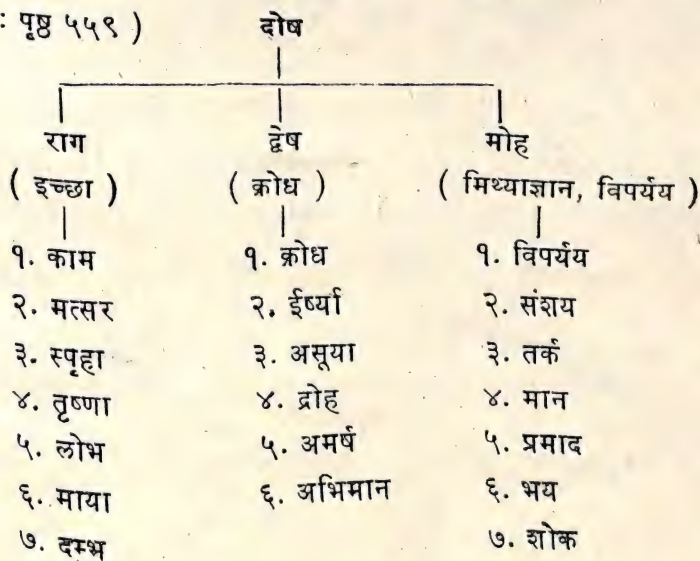 : पृष्ठ ५५९ ) दोष
राग द्वेष मोह
( इच्छा ) ( क्रोध ) ( मिथ्याज्ञान, विपर्यय )
१. काम १. क्रोध १. विपर्यय
२. मत्सर २. ईर्ष्या २. संशय
३. स्पृहा ३. असूया ३. तर्क
४. तृष्णा ४. द्रोह ४. मान
५. लोभ ५. अमर्ष ५. प्रमाद
६. माया ६. अभिमान ६. भय
७. दम्भ ७. शोक